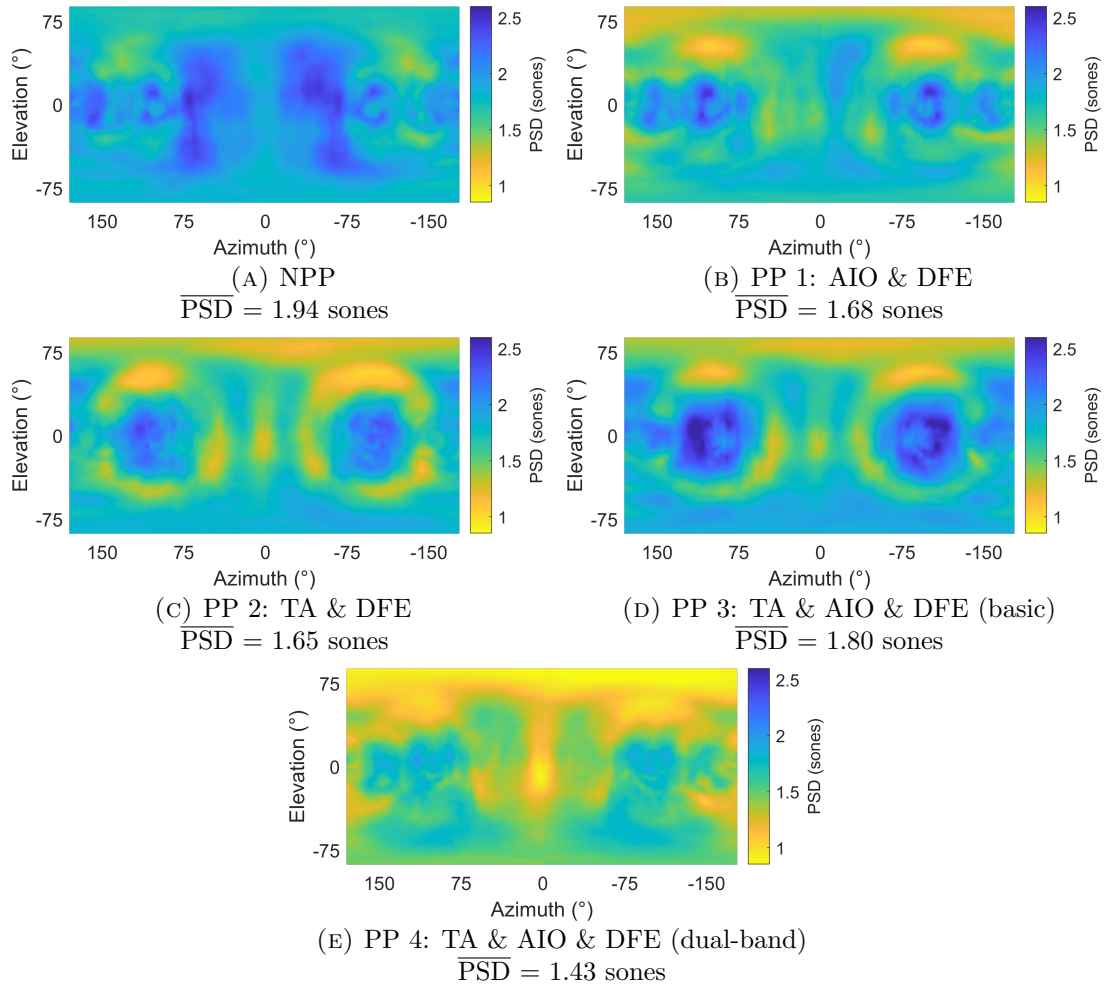 75
0
-75
Elevation (°)
150 75 0 -75 -150
Azimuth (°)
2.5
2
1.5
1
PSD (sones)
(A) NPP
PSD = 1.94 sones
75
0
-75
Elevation (°)
150 75 0 -75 -150
Azimuth (°)
2.5
2
1.5
1
PSD (sones)
(B) PP 1: AIO & DFE
PSD = 1.68 sones
75
0
-75
Elevation (°)
150 75 0 -75 -150
Azimuth (°)
2.5
2
1.5
1
PSD (sones)
(C) PP 2: TA & DFE
PSD = 1.65 sones
75
0
-75
Elevation (°)
150 75 0 -75 -150
Azimuth (°)
2.5
2
1.5
1
PSD (sones)
(D) PP 3: TA & AIO & DFE (basic)
PSD = 1.80 sones
75
0
-75
Elevation (°)
150 75 0 -75 -150
Azimuth (°)
2.5
2
1.5
1
PSD (sones)
(E) PP 4: TA & AIO & DFE (dual-band)
PSD = 1.43 sones